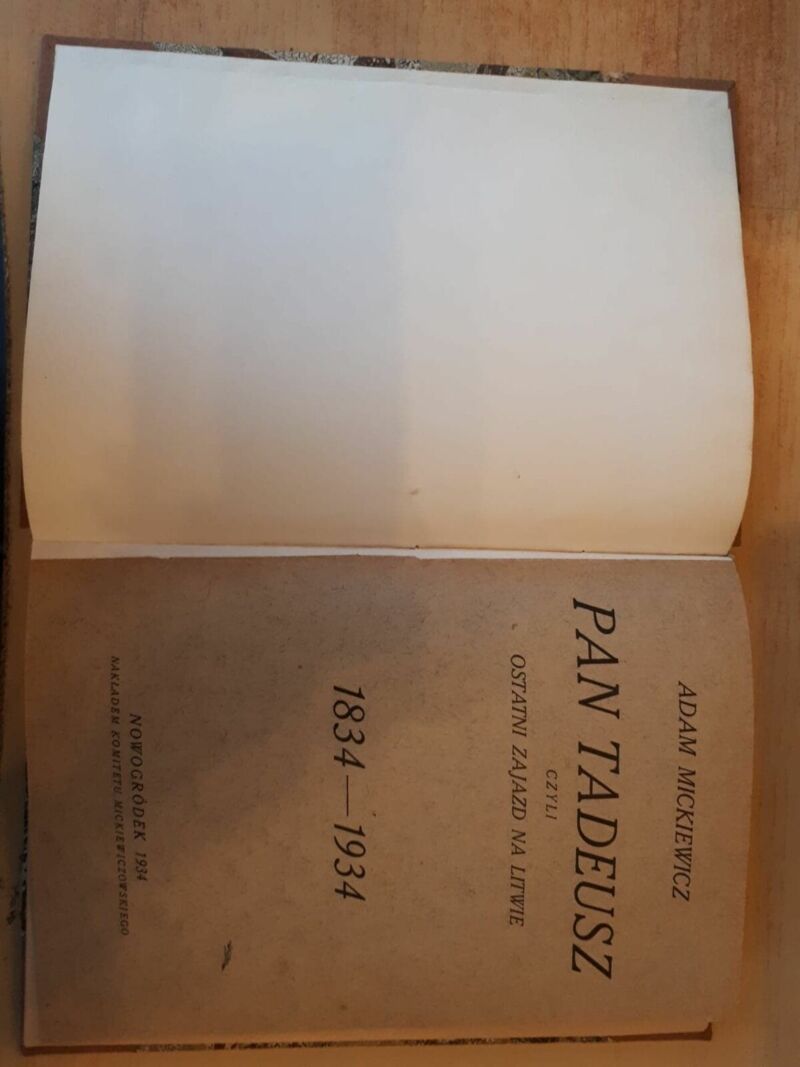 ADAM MICKIEWICZ
PAN TADEUSZ
CZYLI
OSTATNI ZAJAZD NA LITWIE
1834—1934
NOWOGRÓDEK 1934
NAKŁADEM KOMITETU MICKIEWICZOWSKIEGO